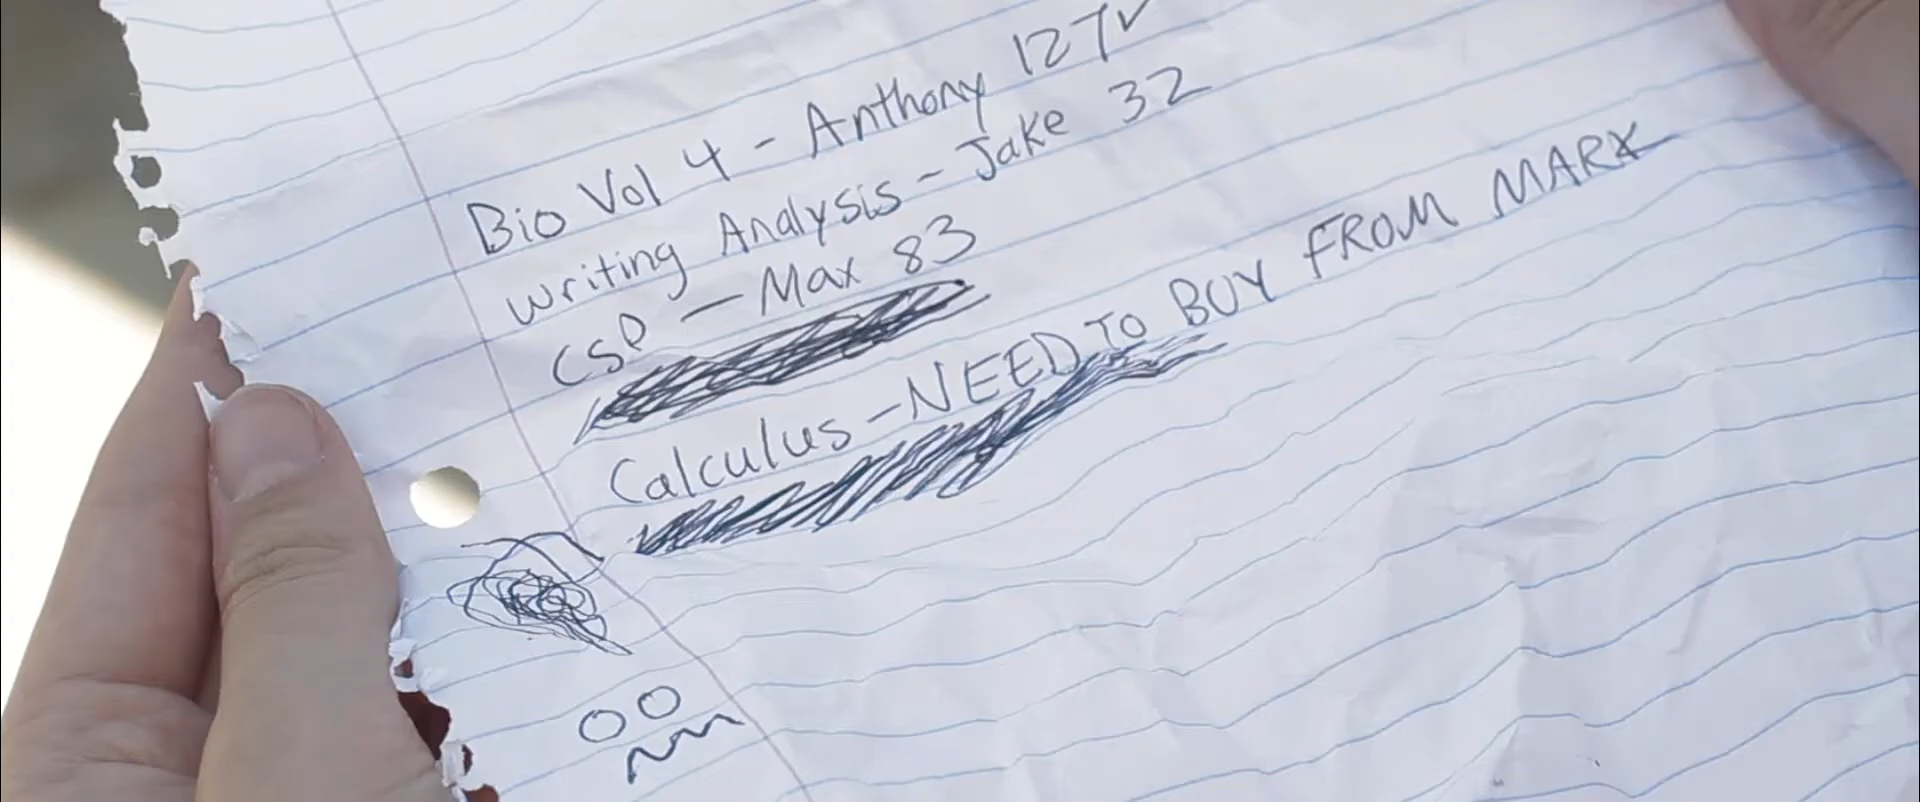 Bio Vol 4 - Anthony 127✓
writing Analysis - Jake 32
CSP - Max 83
Calculus - NEED TO BUY FROM MARK